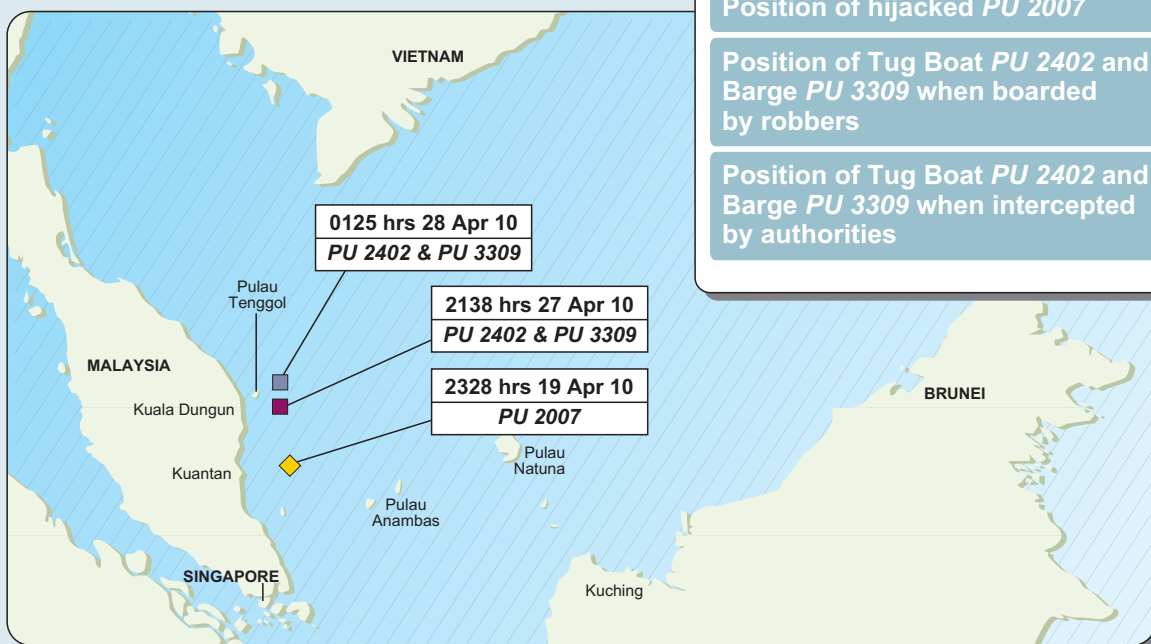 Position of hijacked PU 2007
Position of Tug Boat PU 2402 and
Barge PU 3309 when boarded
by robbers
Position of Tug Boat PU 2402 and
Barge PU 3309 when intercepted
by authorities
VIETNAM
0125 hrs 28 Apr 10
PU 2402 & PU 3309
Pulau
Tenggol
2138 hrs 27 Apr 10
PU 2402 & PU 3309
MALAYSIA
2328 hrs 19 Apr 10
PU 2007
BRUNEI
Kuala Dungun
Pulau
Natuna
Kuantan
Pulau
Anambas
SINGAPORE
Kuching